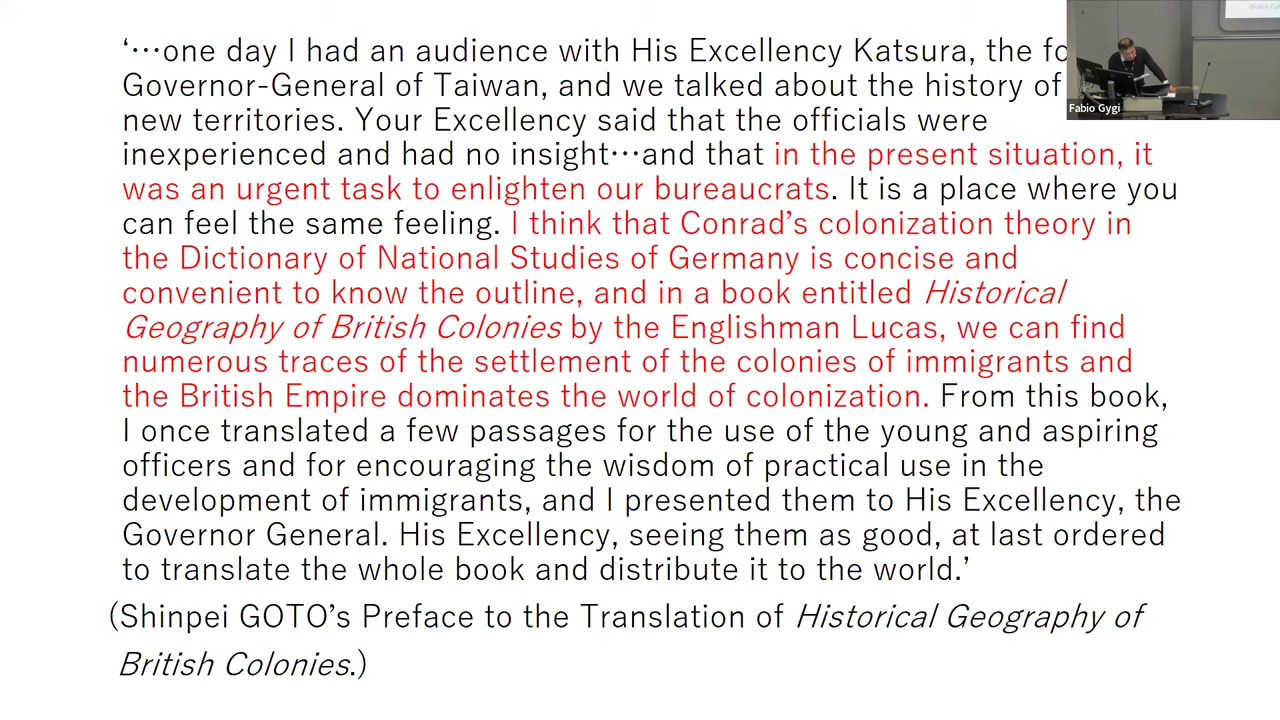 ‘…one day I had an audience with His Excellency Katsura, the
Governor-General of Taiwan, and we talked about the history of
new territories. Your Excellency said that the officials were
inexperienced and had no insight…and that in the present situation, it
was an urgent task to enlighten our bureaucrats. It is a place where you
can feel the same feeling. I think that Conrad’s colonization theory in
the Dictionary of National Studies of Germany is concise and
convenient to know the outline, and in a book entitled Historical
Geography of British Colonies by the Englishman Lucas, we can find
numerous traces of the settlement of the colonies of immigrants and
the British Empire dominates the world of colonization. From this book,
I once translated a few passages for the use of the young and aspiring
officers and for encouraging the wisdom of practical use in the
development of immigrants, and I presented them to His Excellency, the
Governor General. His Excellency, seeing them as good, at last ordered
to translate the whole book and distribute it to the world.’
(Shinpei GOTO’s Preface to the Translation of Historical Geography of
British Colonies.)
Fabio Gygi